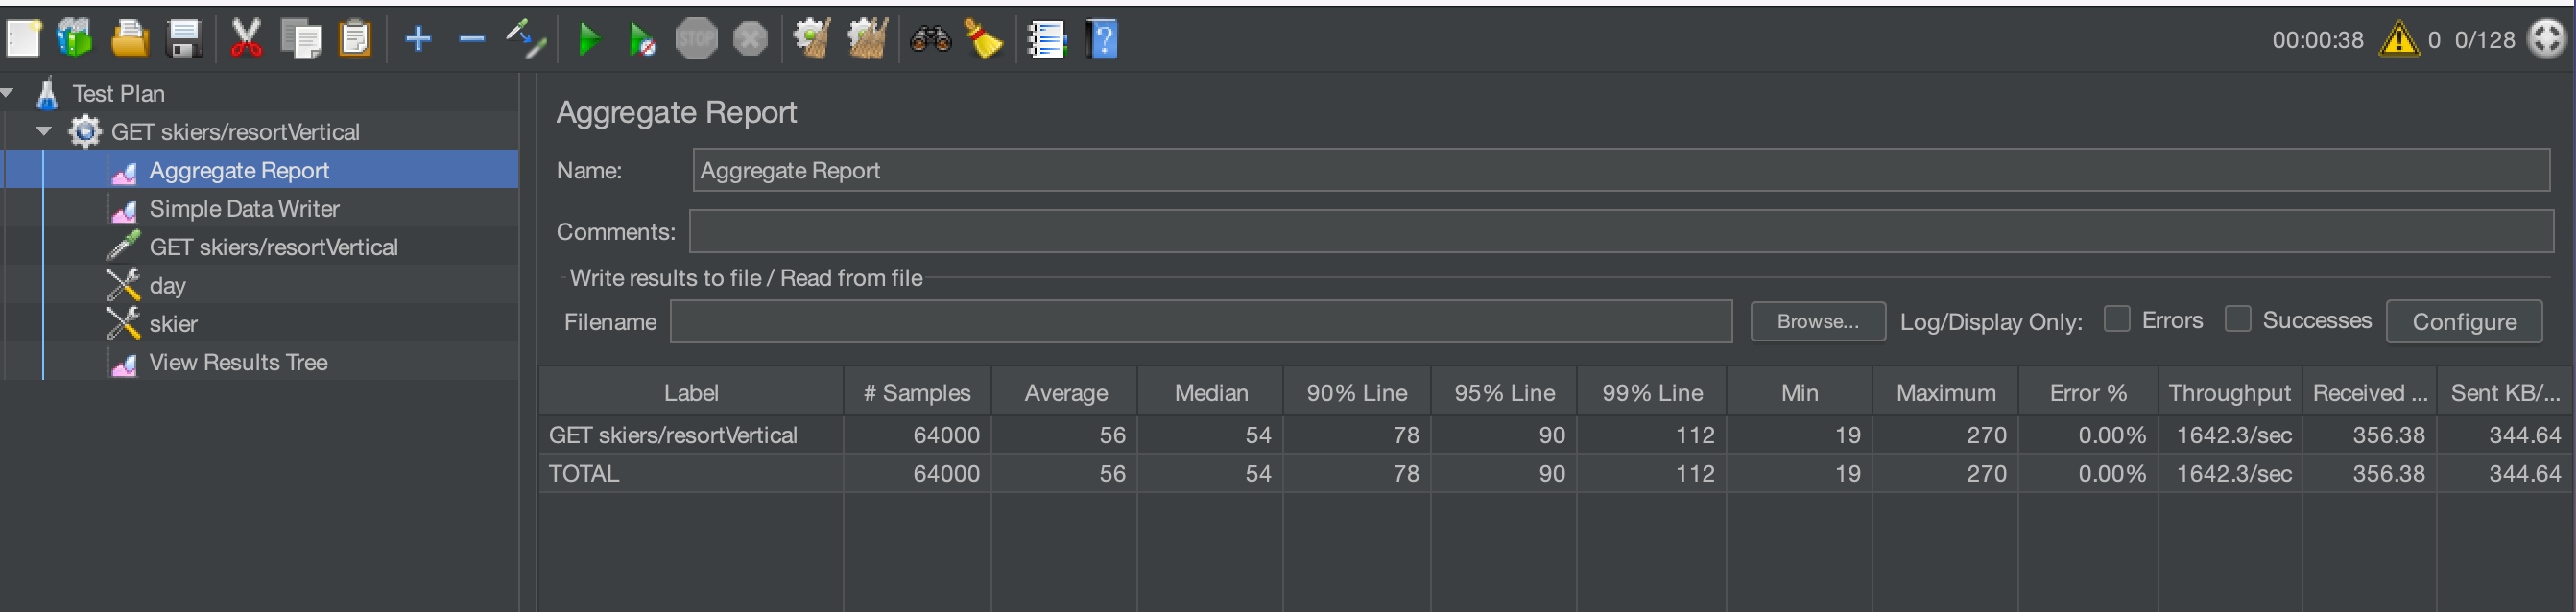 STOP
00:00:38
0 0/128
Test Plan
GET skiers/resortVertical
Aggregate Report
Simple Data Writer
GET skiers/resortVertical
day
skier
View Results Tree
Aggregate Report
Name: Aggregate Report
Comments:
Write results to file / Read from file
Filename Browse... Log/Display Only: Errors Successes Configure
Label # Samples Average Median 90% Line 95% Line 99% Line Min Maximum Error % Throughput Received ... Sent KB/...
GET skiers/resortVertical 64000 56 54 78 90 112 19 270 0.00% 1642.3/sec 356.38 344.64
TOTAL 64000 56 54 78 90 112 19 270 0.00% 1642.3/sec 356.38 344.64